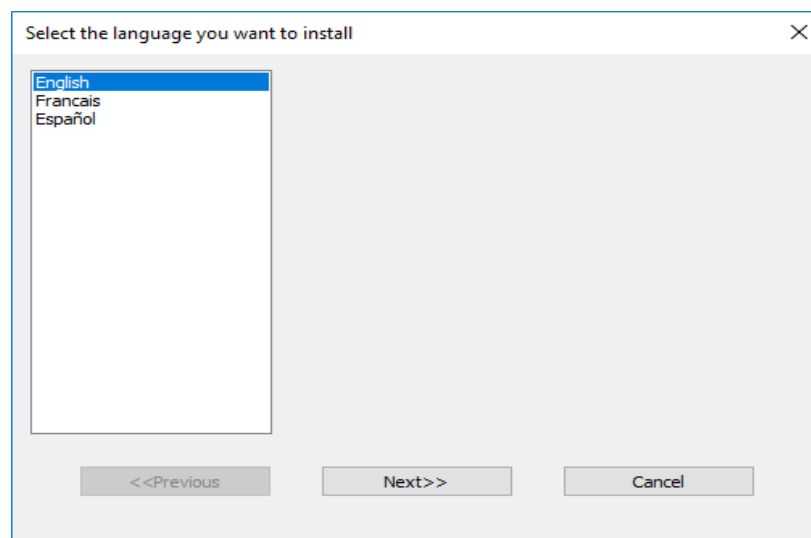 Select the language you want to install
English
Francais
Español
<<Previous
Next>>
Cancel